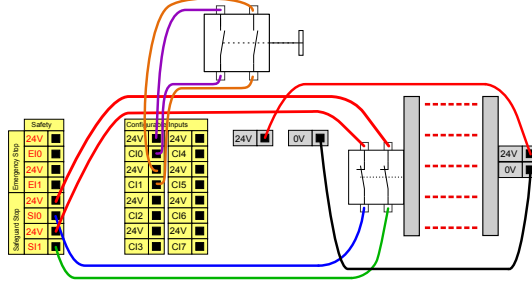 Safety
Emergency Stop
24V
EI0
24V
EI1
Safeguard Stop
24V
SI0
24V
SI1
Configurable Inputs
24V 24V
CI0 CI4
24V 24V
CI1 CI5
24V 24V
CI2 CI6
24V 24V
CI3 CI7
24V 0V
24V
0V